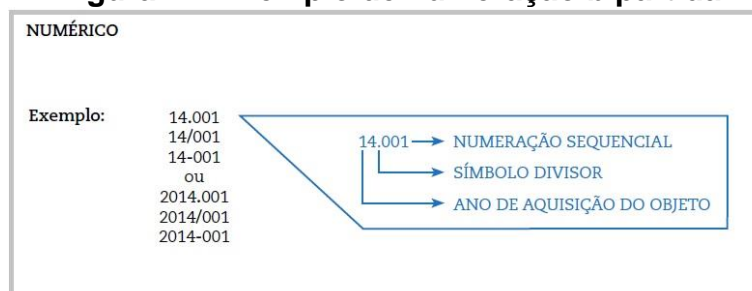 NUMÉRICO
Exemplo:
14.001
14/001
14-001
ou
2014.001
2014/001
2014-001
14.001 NUMERAÇÃO SEQUENCIAL
SÍMBOLO DIVISOR
ANO DE AQUISIÇÃO DO OBJETO